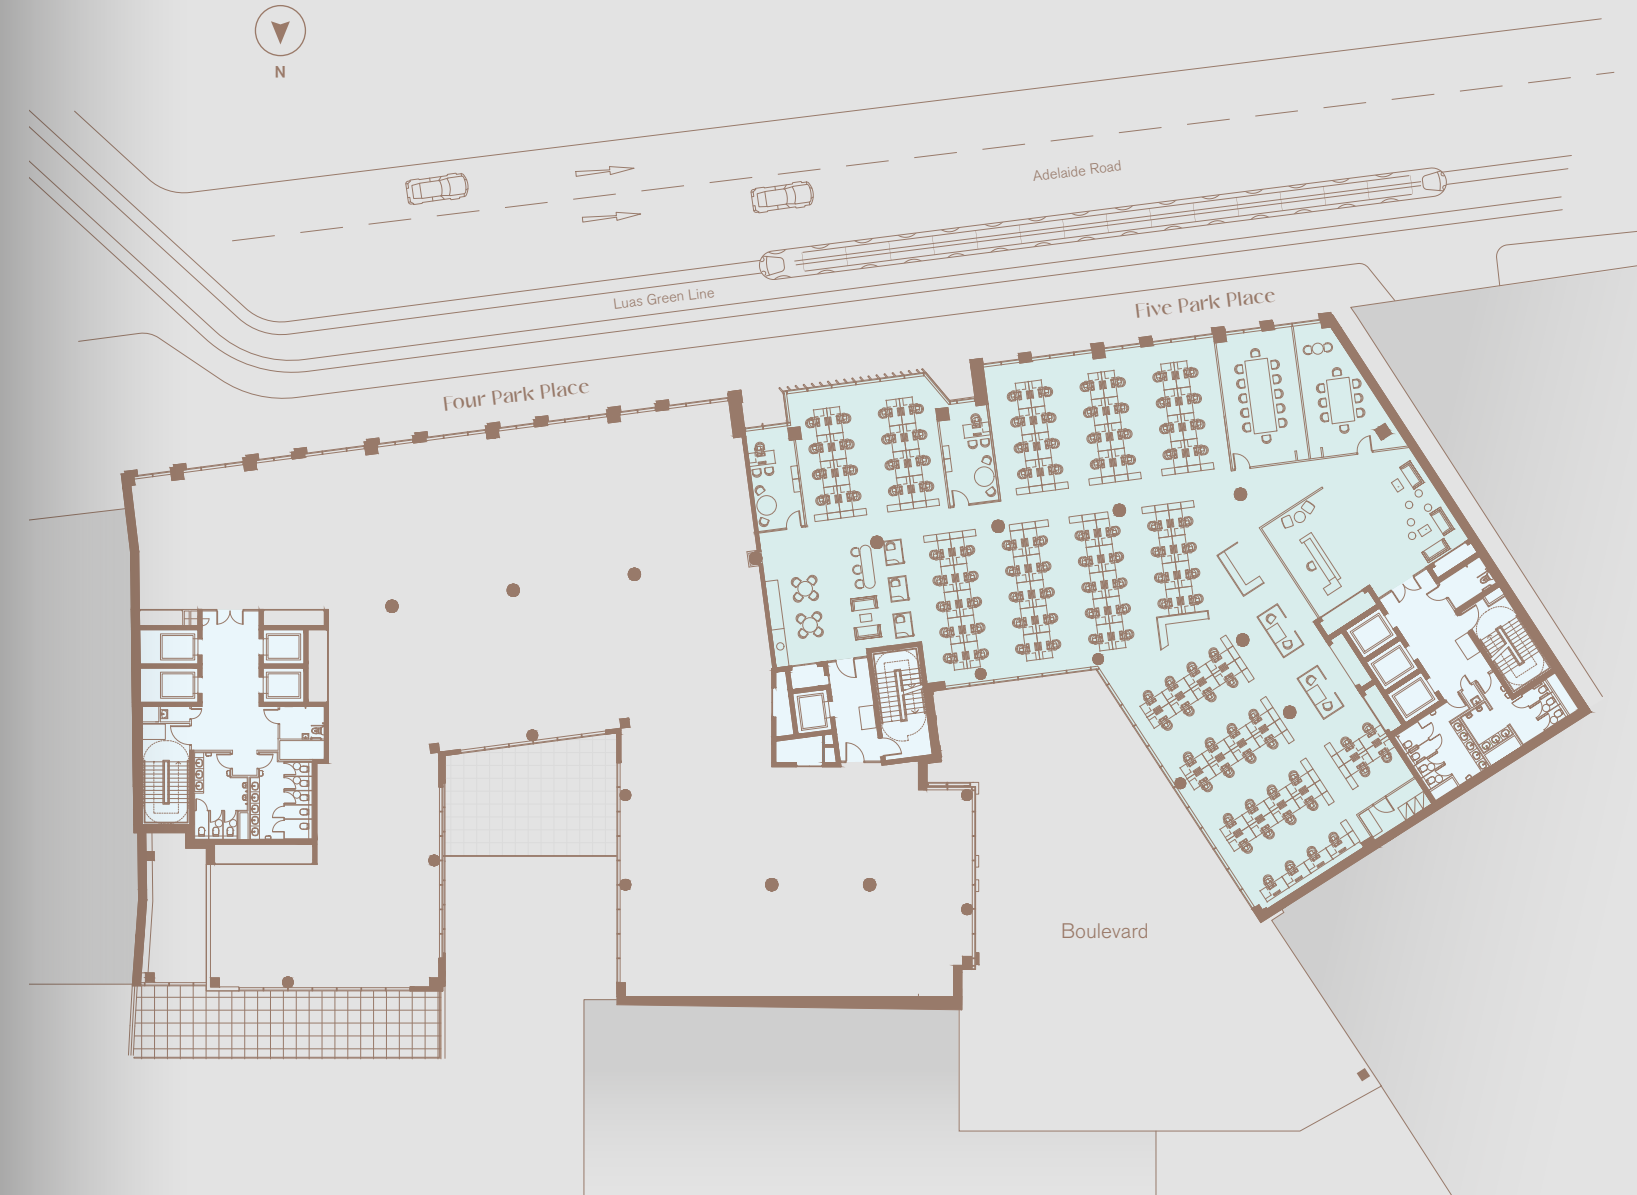 N
Adelaide Road
Luas Green Line
Five Park Place
Four Park Place
Boulevard